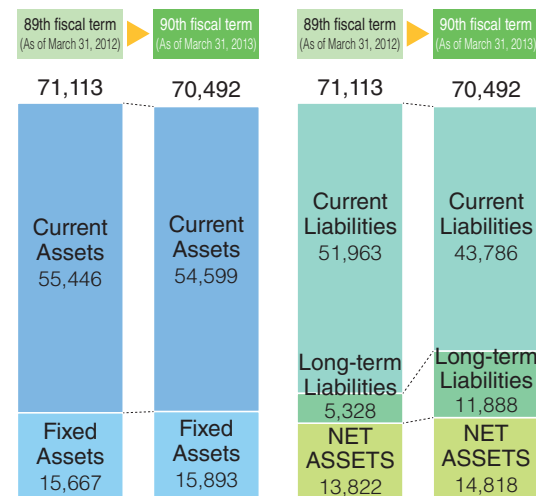 89th fiscal term
(As of March 31, 2012)
90th fiscal term
(As of March 31, 2013)
71,113
70,492
Current
Assets
55,446
Current
Assets
54,599
Fixed
Assets
15,667
Fixed
Assets
15,893
89th fiscal term
(As of March 31, 2012)
90th fiscal term
(As of March 31, 2013)
71,113
70,492
Current
Liabilities
51,963
Current
Liabilities
43,786
Long-term
Liabilities
5,328
Long-term
Liabilities
11,888
NET
ASSETS
13,822
NET
ASSETS
14,818